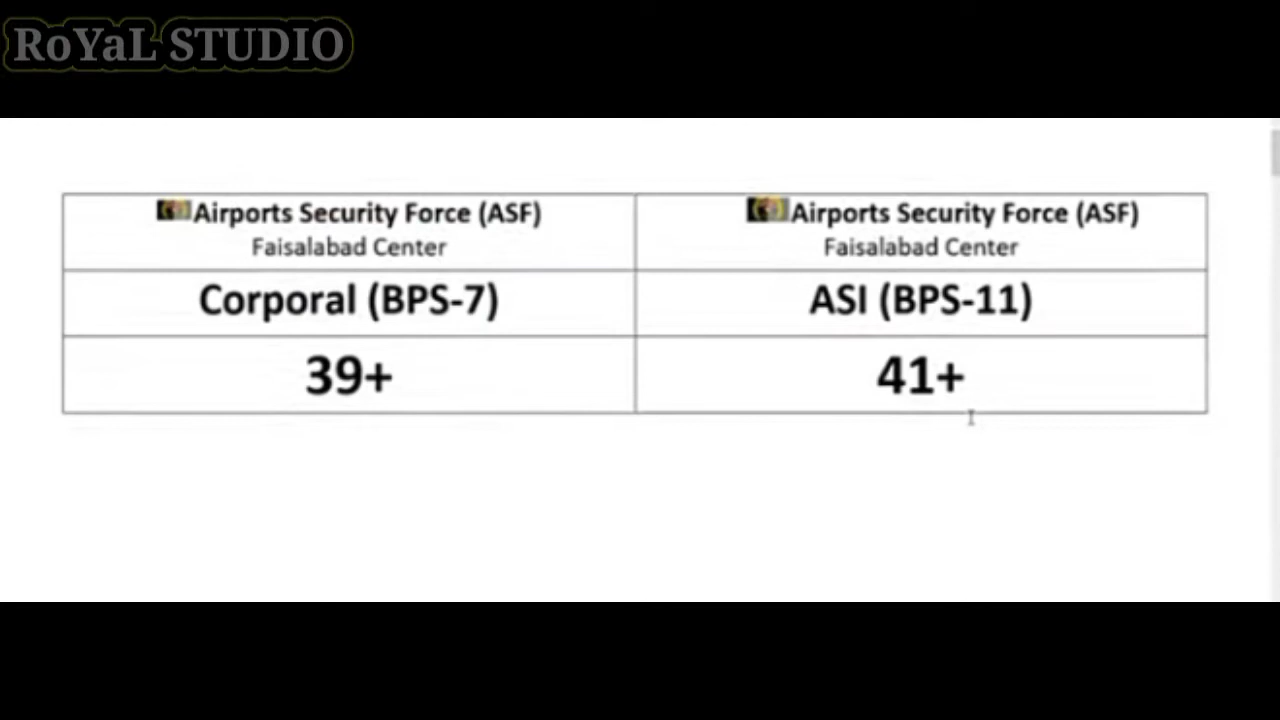 RoYaL STUDIO
Airports Security Force (ASF)
Faisalabad Center
Corporal (BPS-7)
39+
Airports Security Force (ASF)
Faisalabad Center
ASI (BPS-11)
41+